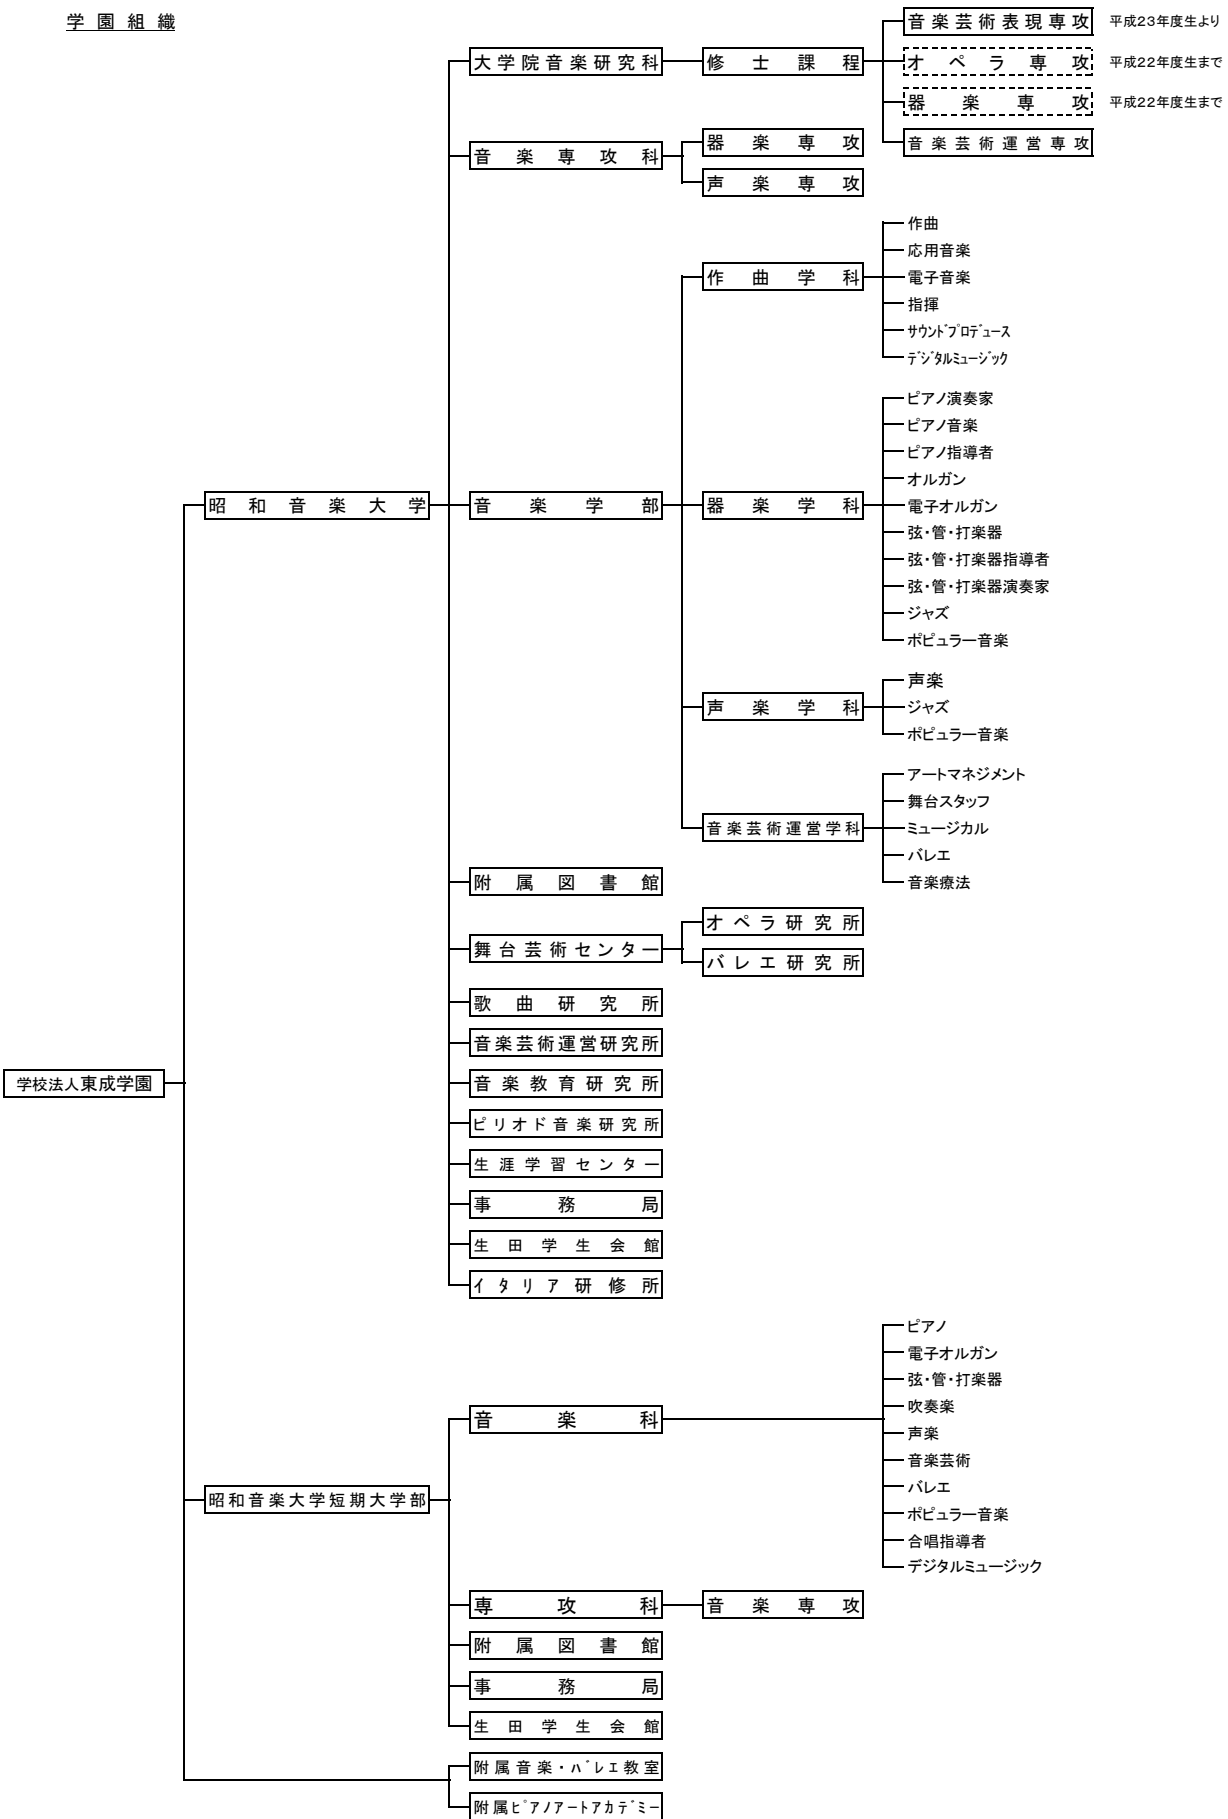 学園組織
音楽芸術表現専攻 平成23年度生より
大学院音楽研究科 修士課程 オペラ専攻 平成22年度生まで
器楽専攻 平成22年度生まで
音楽芸術運営専攻
音楽専攻科 器楽専攻
声楽専攻
作曲
応用音楽
作曲学科 電子音楽
指揮
ｻｳﾝﾄﾞﾌﾟﾛﾃﾞｭｰｽ
ﾃﾞｼﾞﾀﾙﾐｭｰｼﾞｯｸ
ピアノ演奏家
ピアノ音楽
ピアノ指導者
オルガン
昭和音楽大学 音楽学部 器楽学科 電子オルガン
弦・管・打楽器
弦・管・打楽器指導者
弦・管・打楽器演奏家
ジャズ
ポピュラー音楽
声楽
声楽学科 ジャズ
ポピュラー音楽
アートマネジメント
舞台スタッフ
音楽芸術運営学科 ミュージカル
バレエ
音楽療法
附属図書館
舞台芸術センター オペラ研究所
バレエ研究所
歌曲研究所
音楽芸術運営研究所
学校法人東成学園 音楽教育研究所
ピリオド音楽研究所
生涯学習センター
事務局
生田学生会館
イタリア研修所
ピアノ
電子オルガン
弦・管・打楽器
吹奏楽
音楽科 声楽
音楽芸術
バレエ
昭和音楽大学短期大学部 ポピュラー音楽
合唱指導者
デジタルミュージック
専攻科 音楽専攻
附属図書館
事務局
生田学生会館
附属音楽・ﾊﾞﾚｴ教室
附属ﾋﾟｱﾉｱｰﾄｱｶﾃﾞﾐｰ